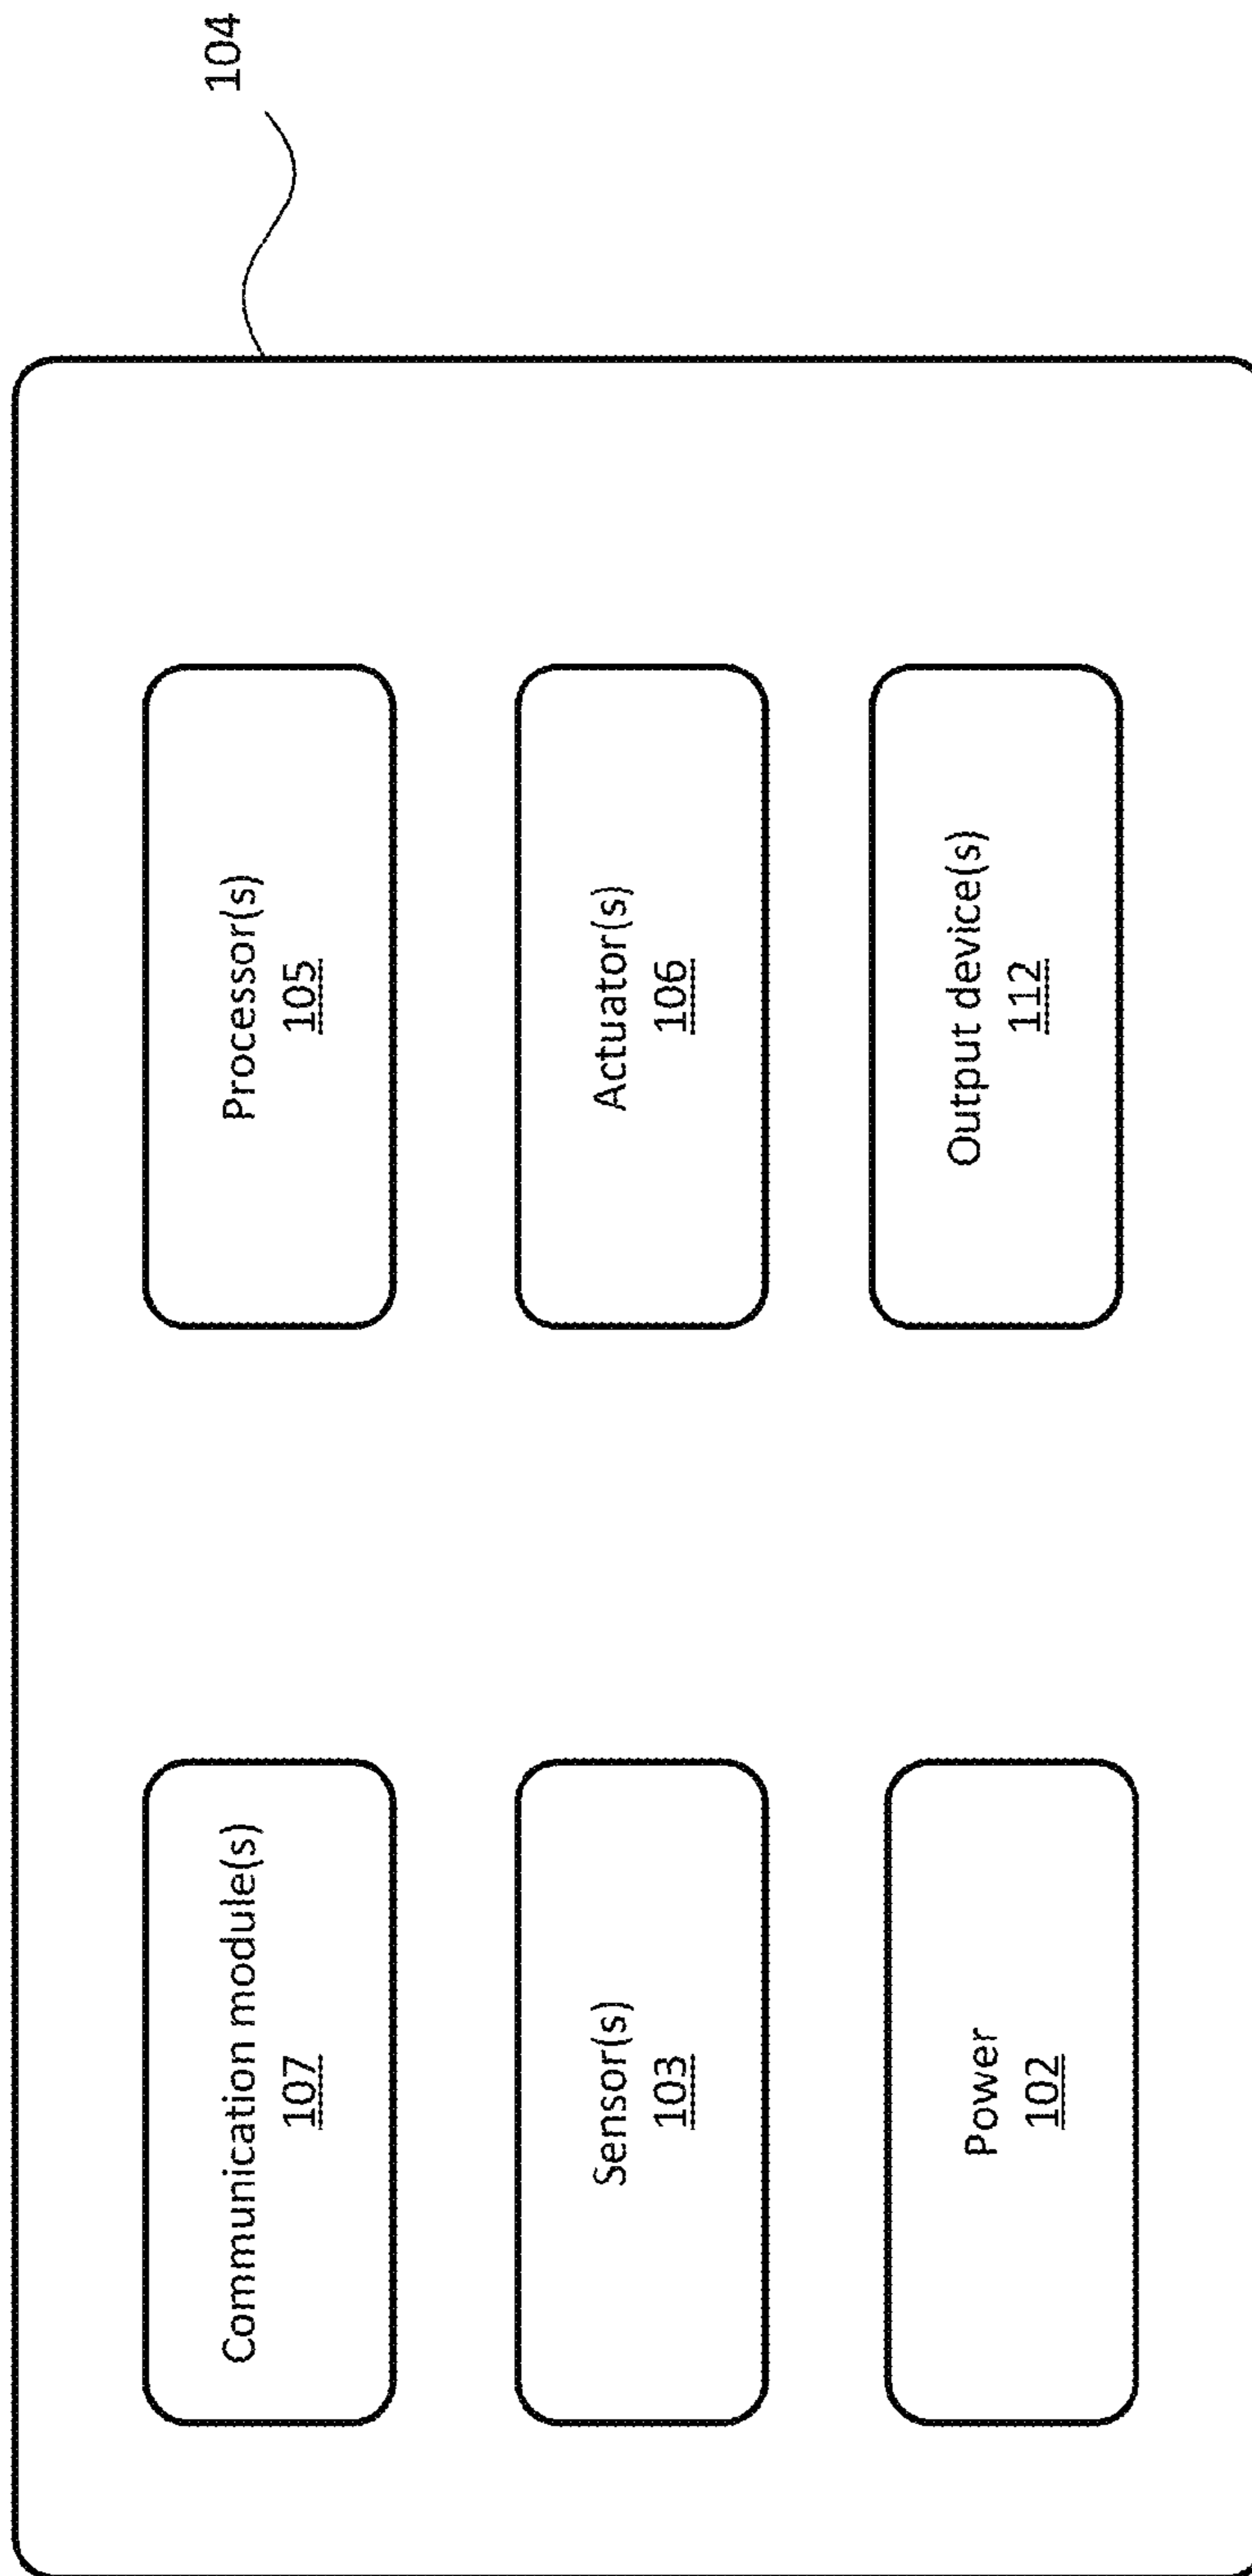 104
Communication module(s)
107
Processor(s)
105
Sensor(s)
103
Actuator(s)
106
Power
102
Output device(s)
112